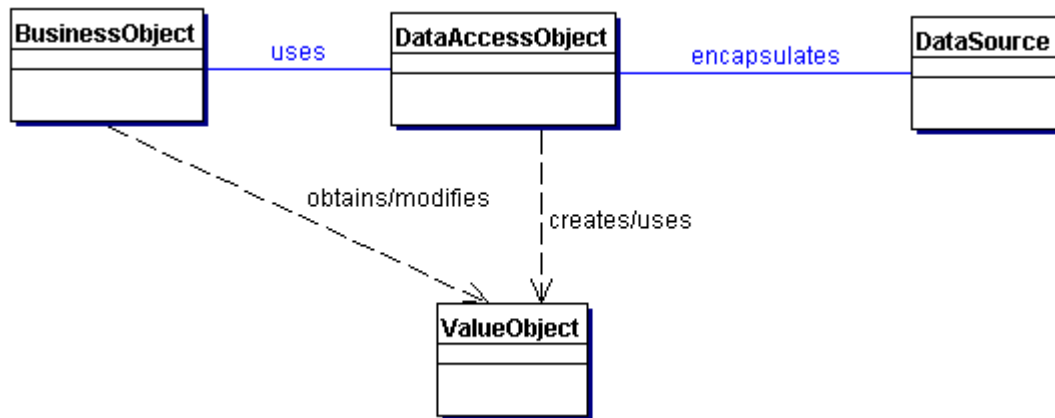 BusinessObject
uses
DataAccessObject
encapsulates
DataSource
obtains/modifies
creates/uses
ValueObject